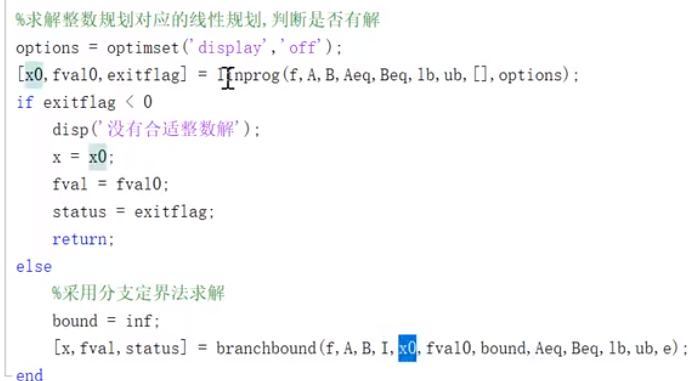 %求解整数规划对应的线性规划,判断是否有解
options = optimset('display','off');
[x0,fval0,exitflag] = linprog(f,A,B,Aeq,Beq,lb,ub,[],options);
if exitflag < 0
disp('没有合适整数解');
x = x0;
fval = fval0;
status = exitflag;
return;
else
%采用分支定界法求解
bound = inf;
[x,fval,status] = branchbound(f,A,B,I,x0,fval0,bound,Aeq,Beq,lb,ub,e);
end